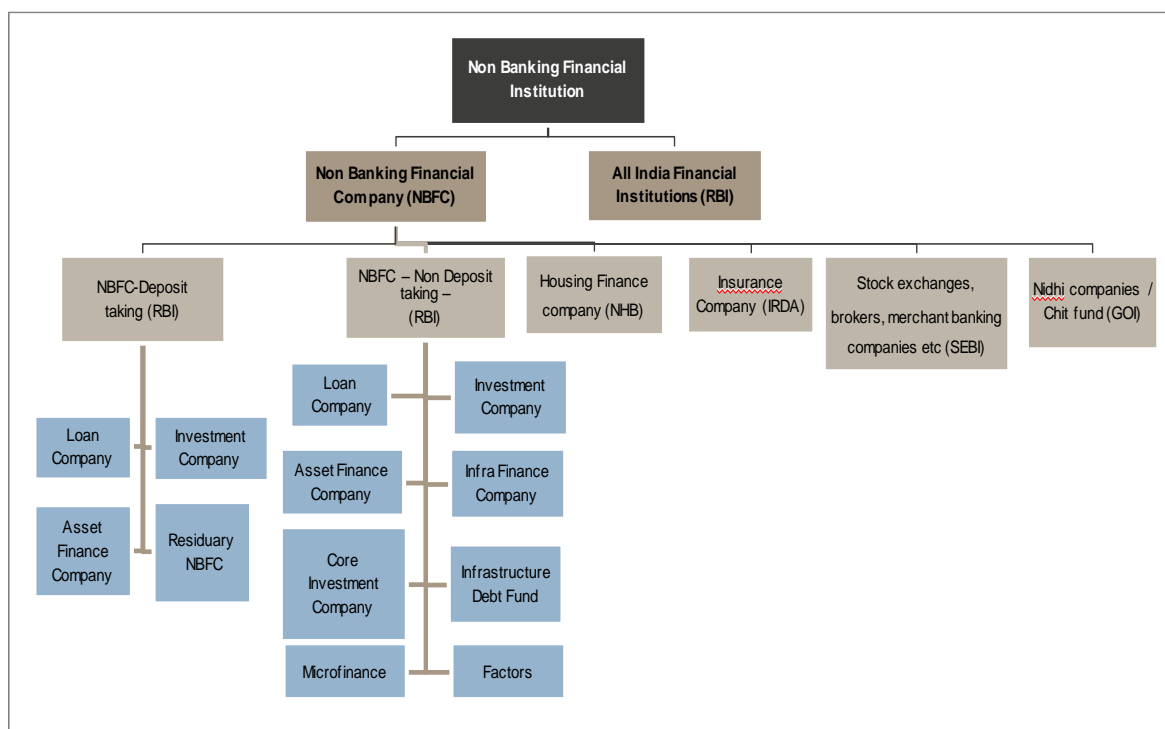 Non Banking Financial
Institution
Non Banking Financial
Company (NBFC)
All India Financial
Institutions (RBI)
NBFC-Deposit
taking (RBI)
NBFC – Non Deposit
taking –
(RBI)
Housing Finance
company (NHB)
Insurance
Company (IRDA)
Stock exchanges,
brokers, merchant banking
companies etc (SEBI)
Nidhi companies /
Chit fund (GOI)
Loan
Company
Investment
Company
Asset
Finance
Company
Residuary
NBFC
Loan
Company
Investment
Company
Asset Finance
Company
Infra Finance
Company
Core
Investment
Company
Infrastructure
Debt Fund
Microfinance
Factors